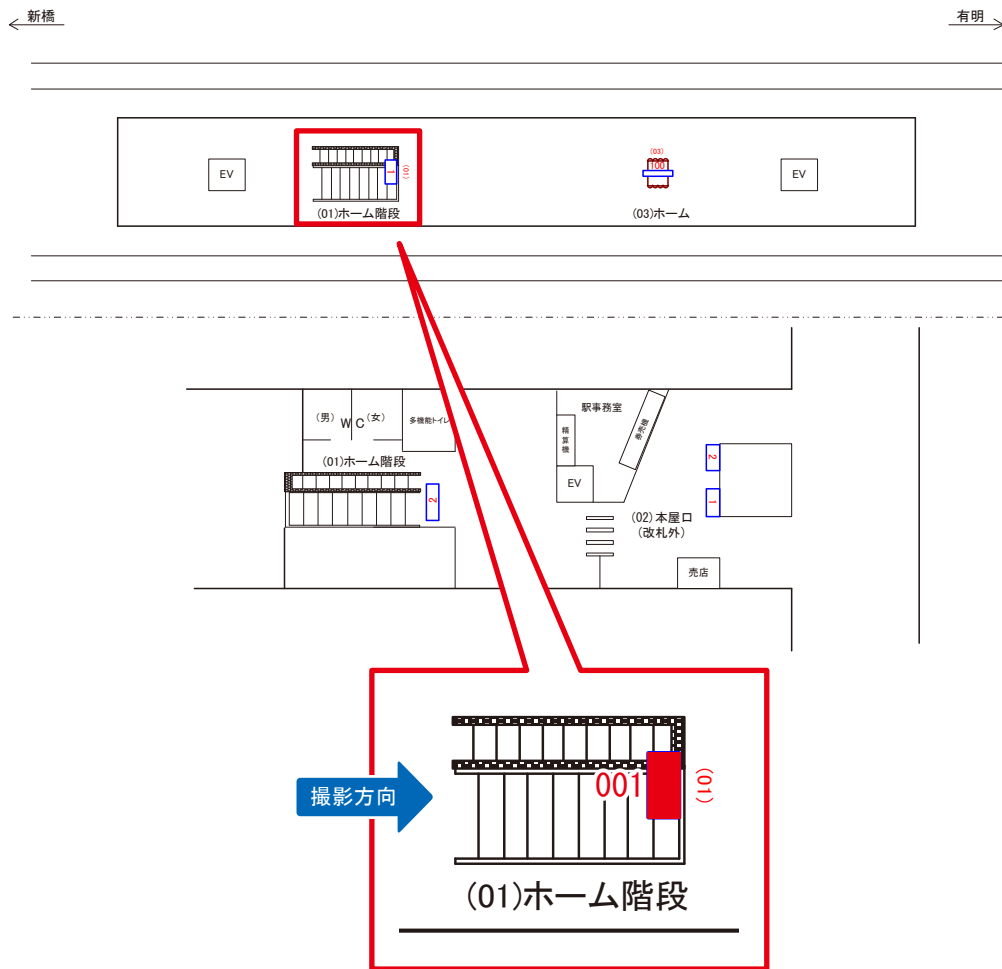 新橋
有明
EV
1
(01)
(01)ホーム階段
(03)
100
(03)ホーム
EV
(男)
WC
(女)
多機能トイレ
(01)ホーム階段
2
駅事務室
精算機
券売機
EV
2
1
(02)本屋口
(改札外)
売店
撮影方向
001
(01)
(01)ホーム階段